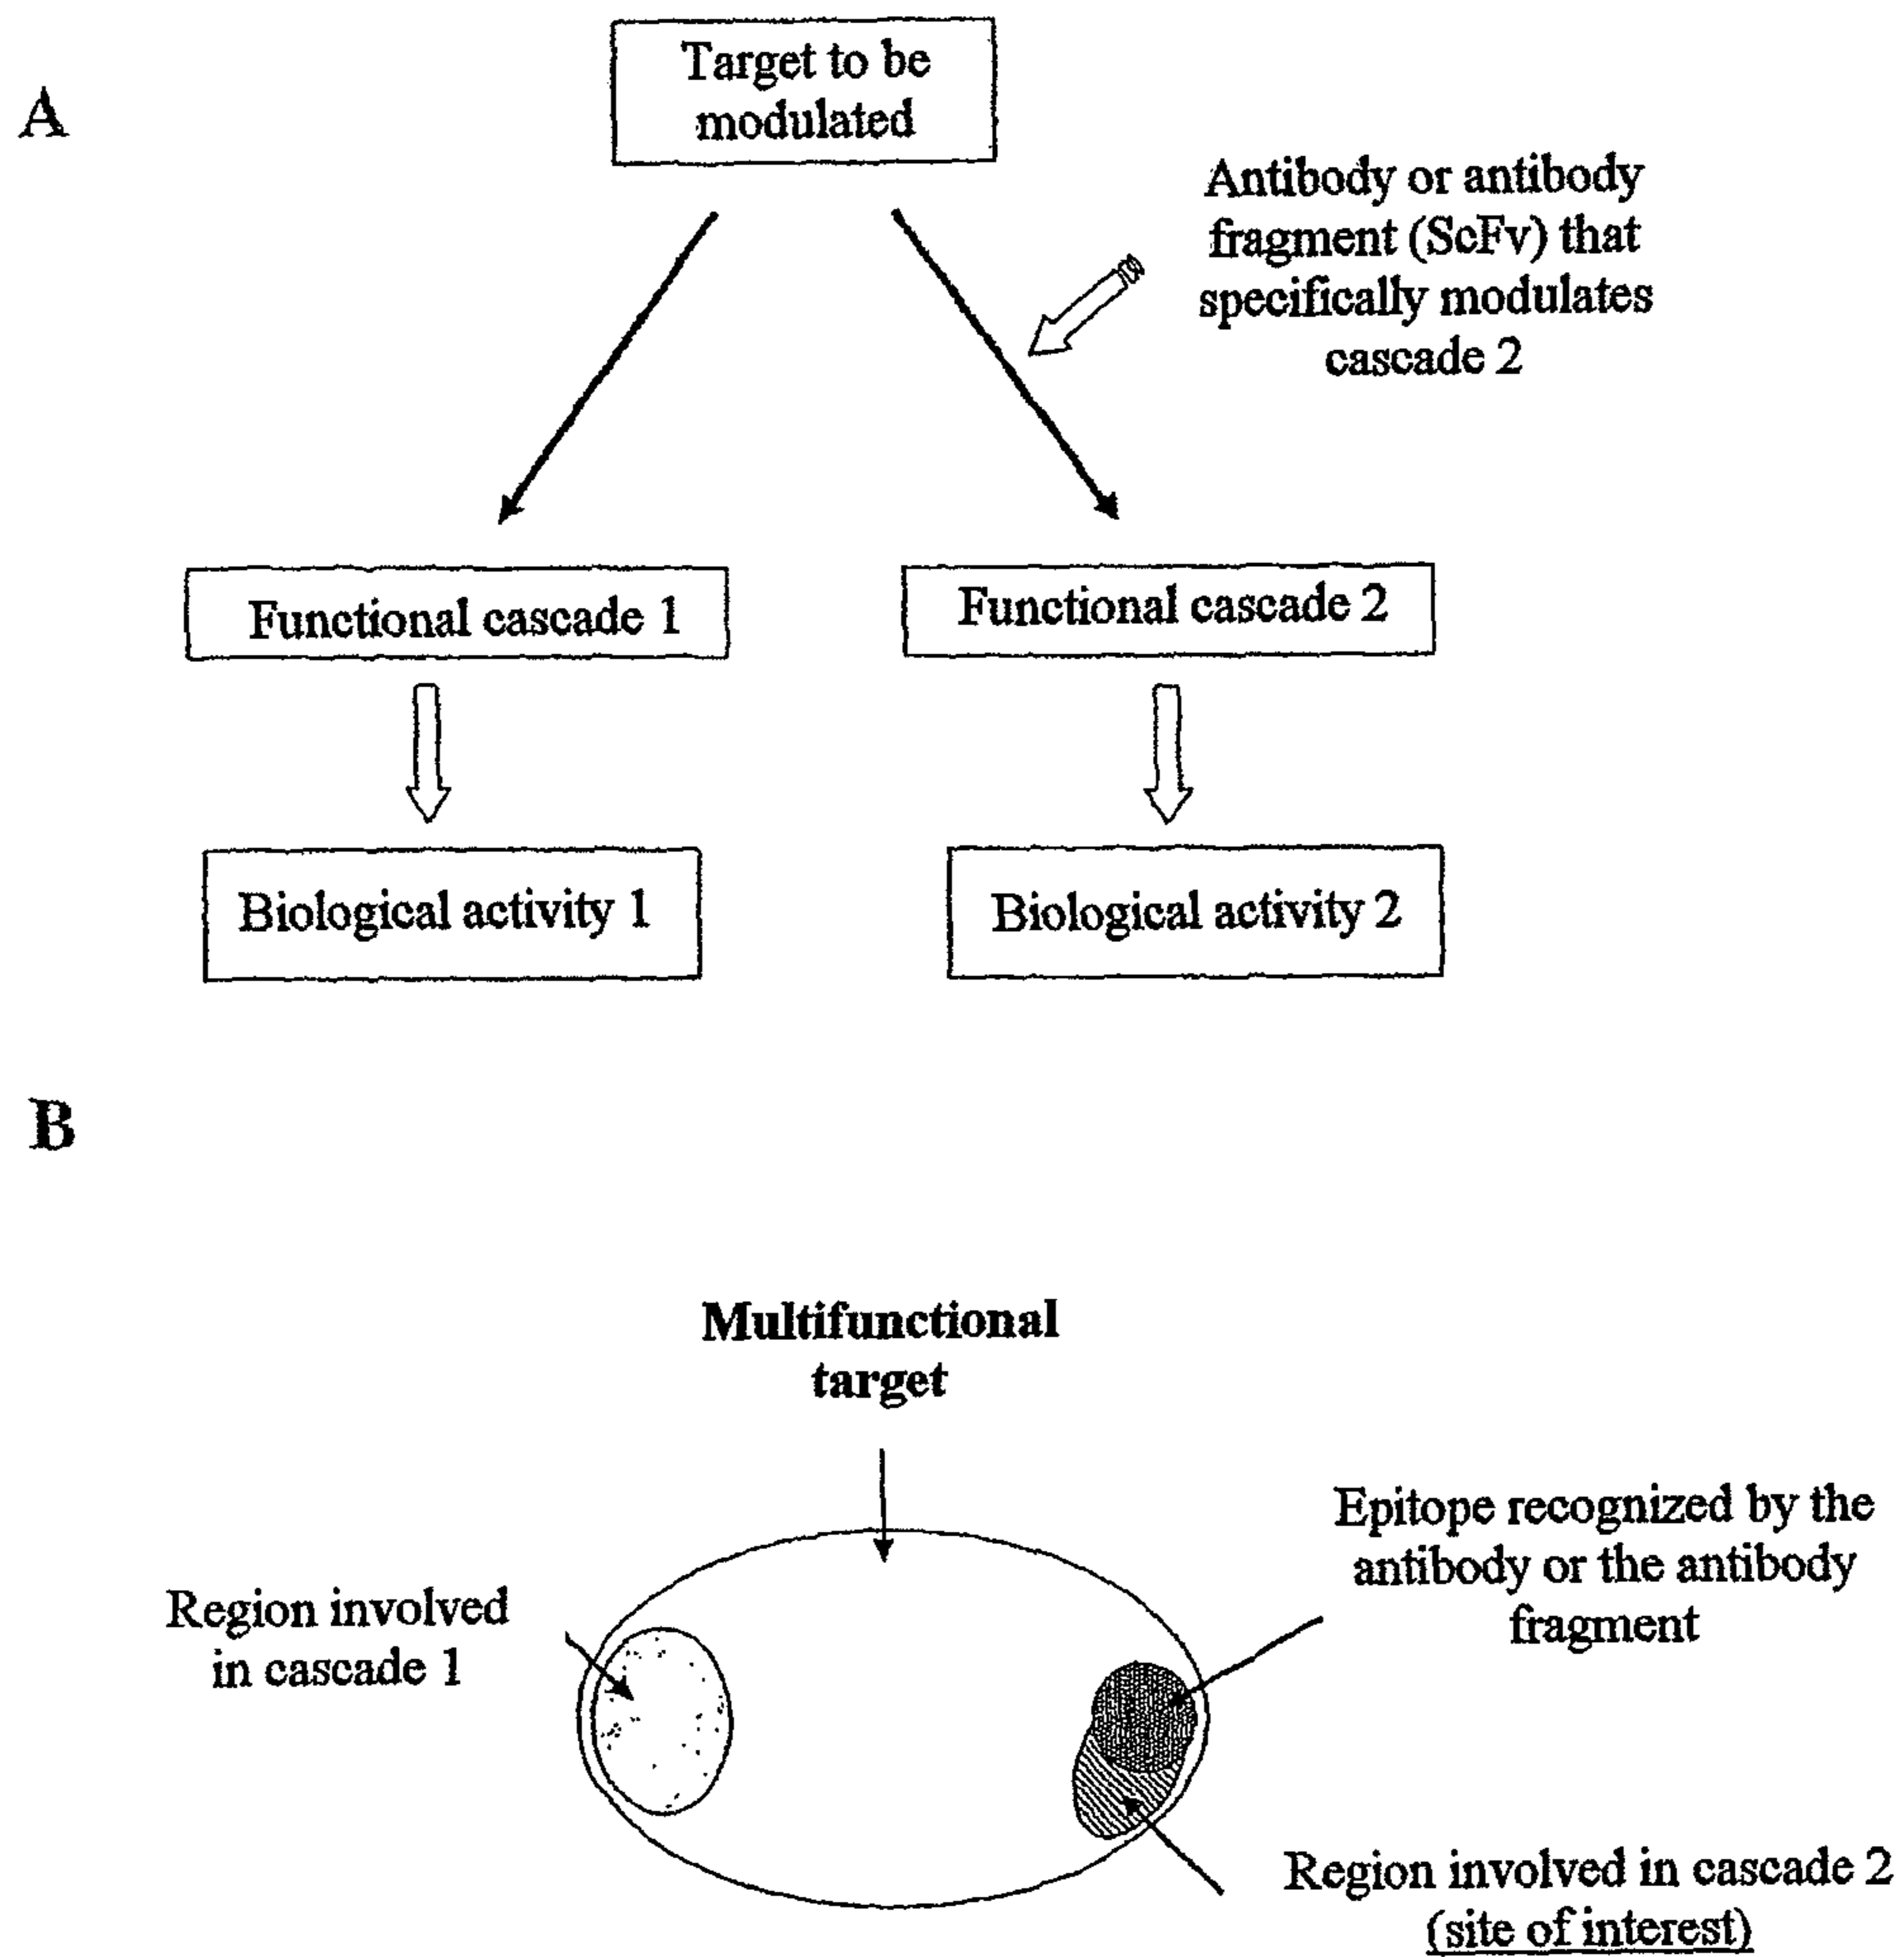 A
Target to be
modulated
Antibody or antibody
fragment (ScFv) that
specifically modulates
cascade 2
Functional cascade 1
Functional cascade 2
Biological activity 1
Biological activity 2
B
Multifunctional
target
Epitope recognized by the
antibody or the antibody
fragment
Region involved
in cascade 1
Region involved in cascade 2
(site of interest)